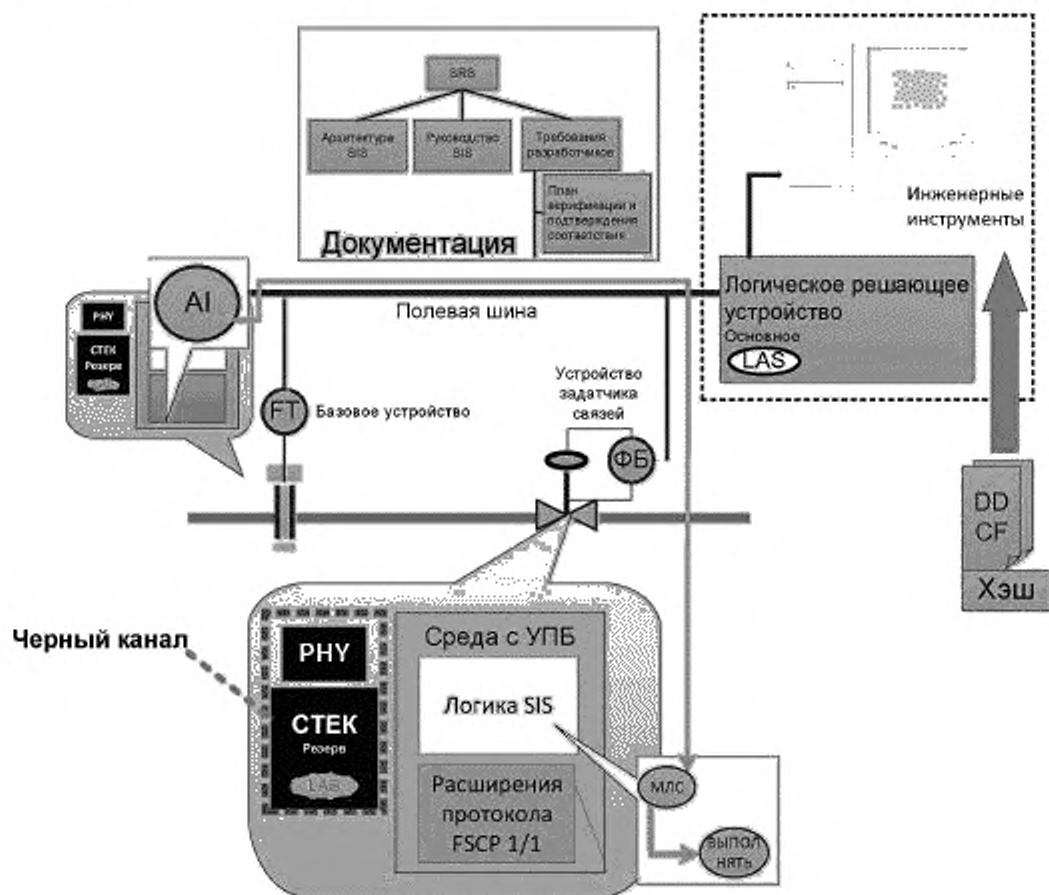 SRS
Архитектура
SIS
Руководство
SIS
Требования
разработчиков
План
верификации и
подтверждения
соответствия
Документация
Инженерные
инструменты
AI
PHY
СТЕК
Резерв
Полевая шина
Логическое решающее
устройство
Основное
LAS
FT
Базовое устройство
Устройство
задатчика
связей
ФБ
DD
CF
Хэш
Черный канал
PHY
СТЕК
Резерв
LAS
Среда с УПБ
Логика SIS
Расширения
протокола
FSCP 1/1
МЛС
ВЫПОЛ
НЯТЬ